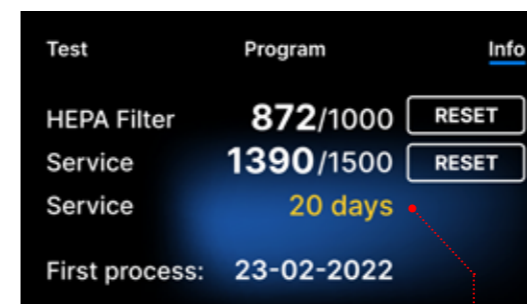 Test Program Info
HEPA Filter 872/1000 RESET
Service 1390/1500 RESET
Service 20 days
First process: 23-02-2022